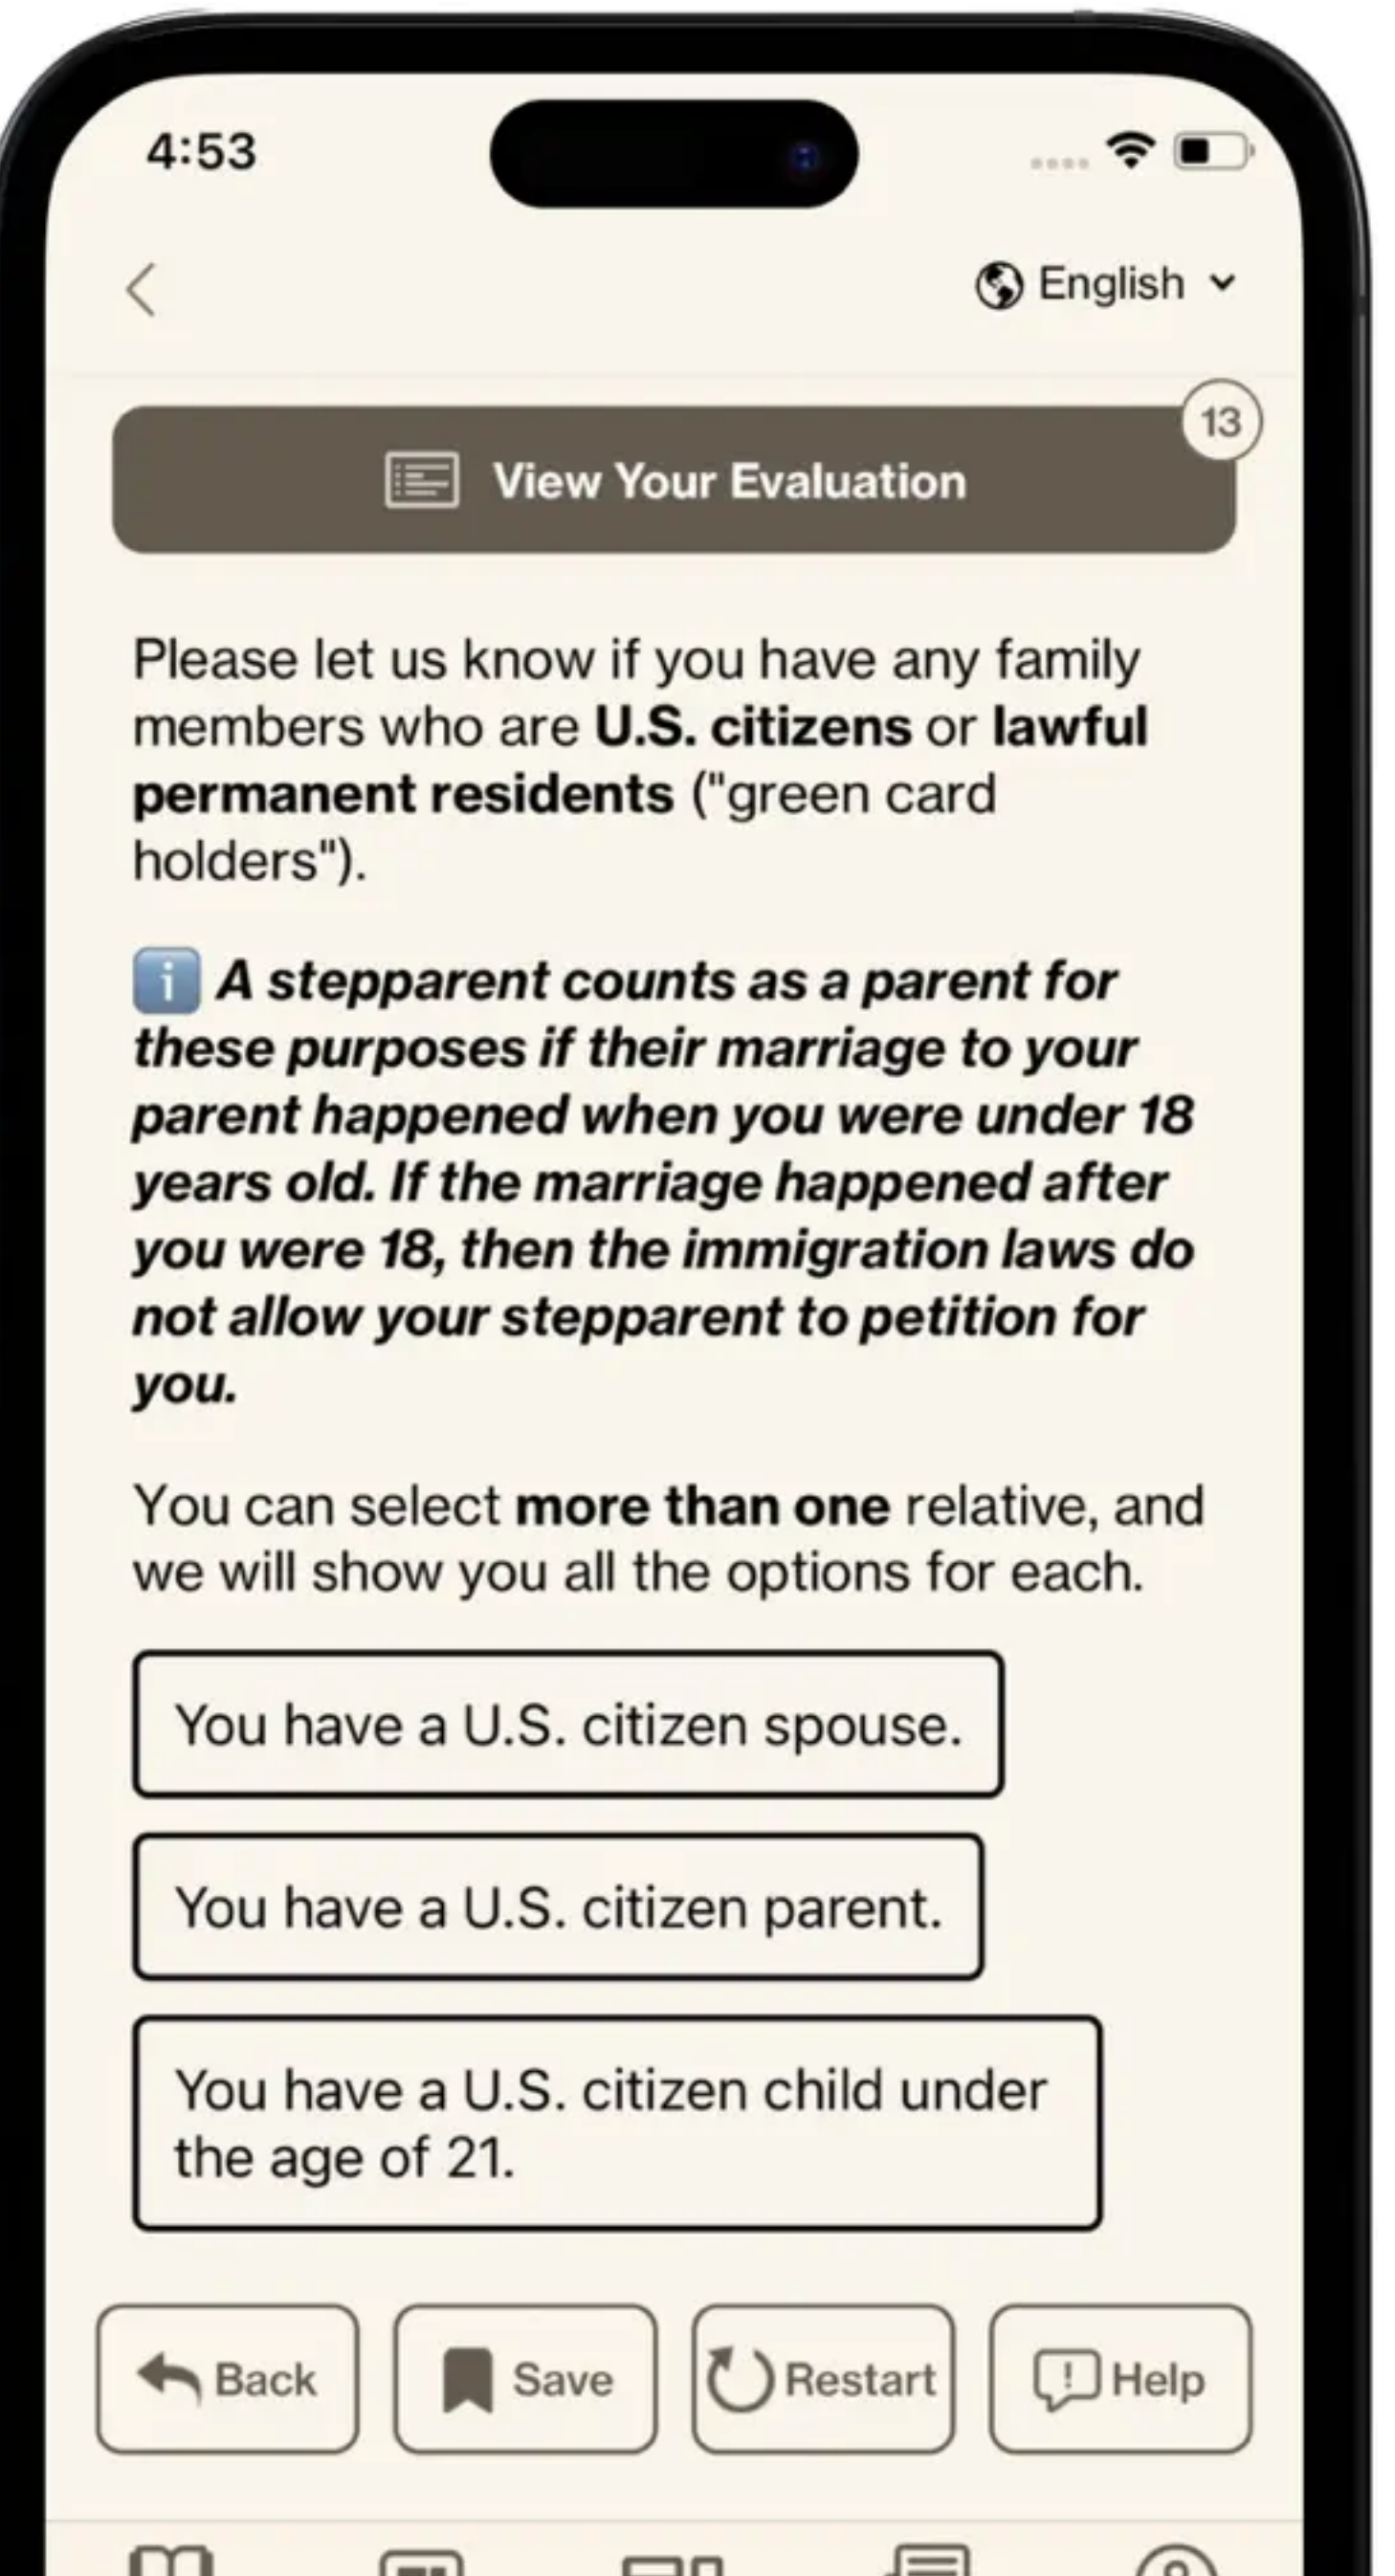 4:53
English
13
View Your Evaluation
Please let us know if you have any family
members who are U.S. citizens or lawful
permanent residents ("green card
holders").
ℹ️ A stepparent counts as a parent for
these purposes if their marriage to your
parent happened when you were under 18
years old. If the marriage happened after
you were 18, then the immigration laws do
not allow your stepparent to petition for
you.
You can select more than one relative, and
we will show you all the options for each.
You have a U.S. citizen spouse.
You have a U.S. citizen parent.
You have a U.S. citizen child under
the age of 21.
Back
Save
Restart
Help